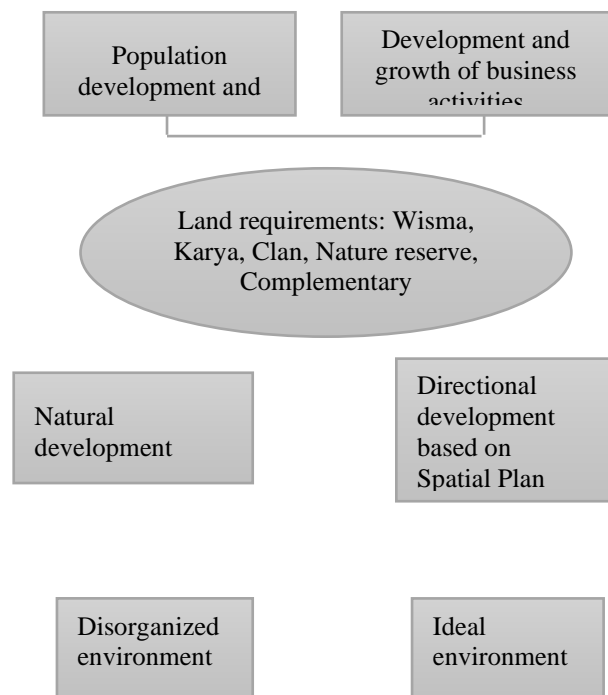 Population
development and
Development and
growth of business
activities
Land requirements: Wisma,
Karya, Clan, Nature reserve,
Complementary
Natural
development
Directional
development
based on
Spatial Plan
Disorganized
environment
Ideal
environment